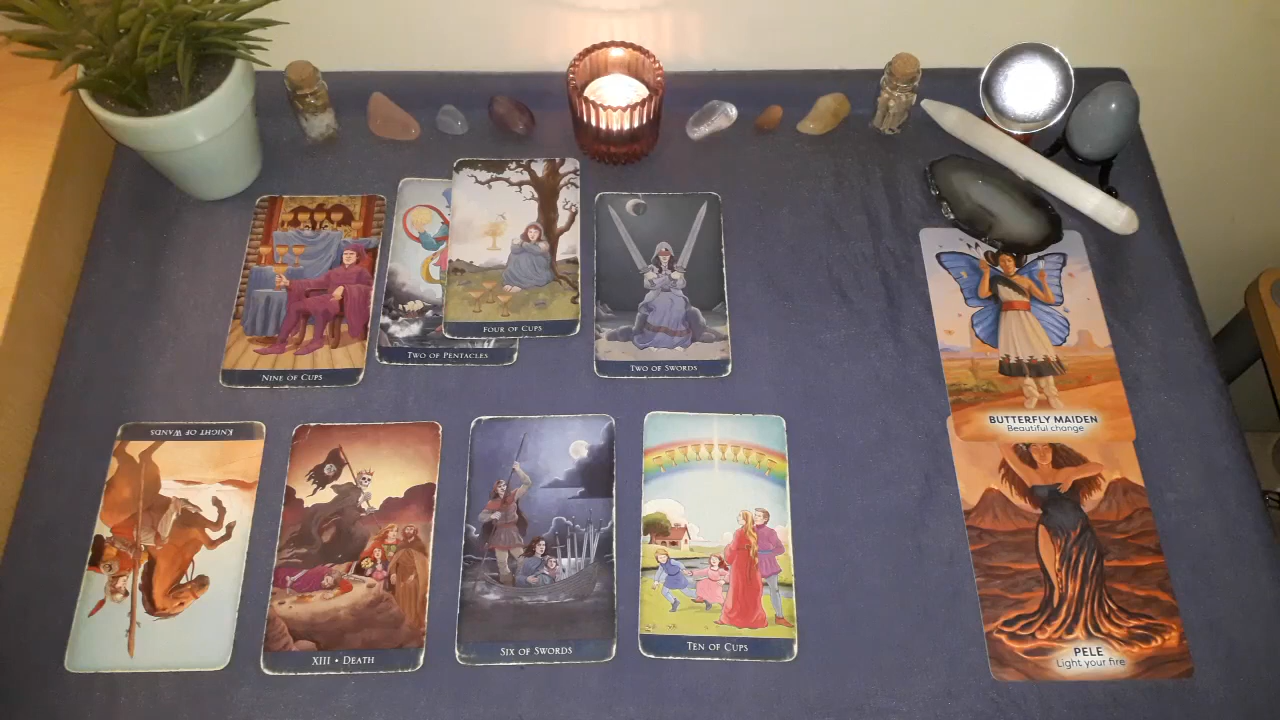 NINE OF CUPS
TWO OF PENTACLES
FOUR OF CUPS
TWO OF SWORDS
BUTTERFLY MAIDEN
Beautiful change
KNIGHT OF WANDS
XIII • DEATH
SIX OF SWORDS
TEN OF CUPS
PELE
Light your fire